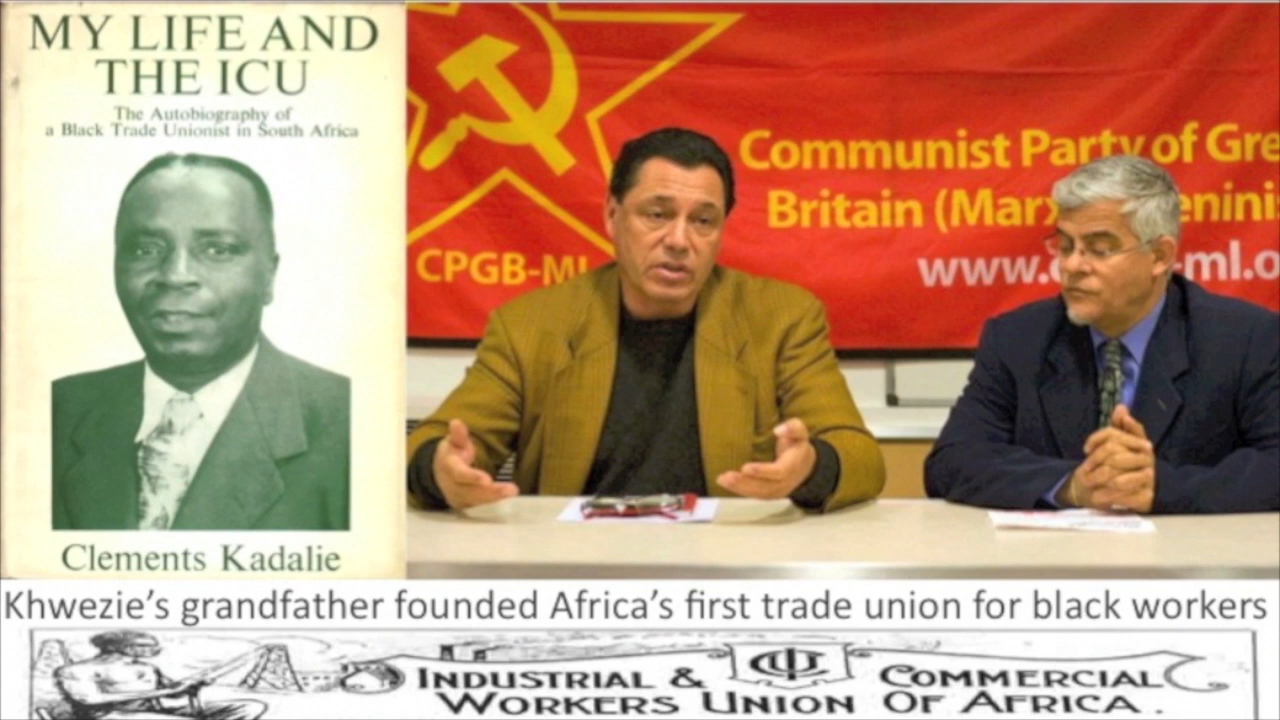 MY LIFE AND
THE ICU
The Autobiography of
a Black Trade Unionist in South Africa
Clements Kadalie
Communist Party of Gre
Britain (Marx enini
CPGB-ML
www.c -ml.o
Khwezie's grandfather founded Africa's first trade union for black workers
INDUSTRIAL & ICU COMMERCIAL
WORKERS UNION OF AFRICA.